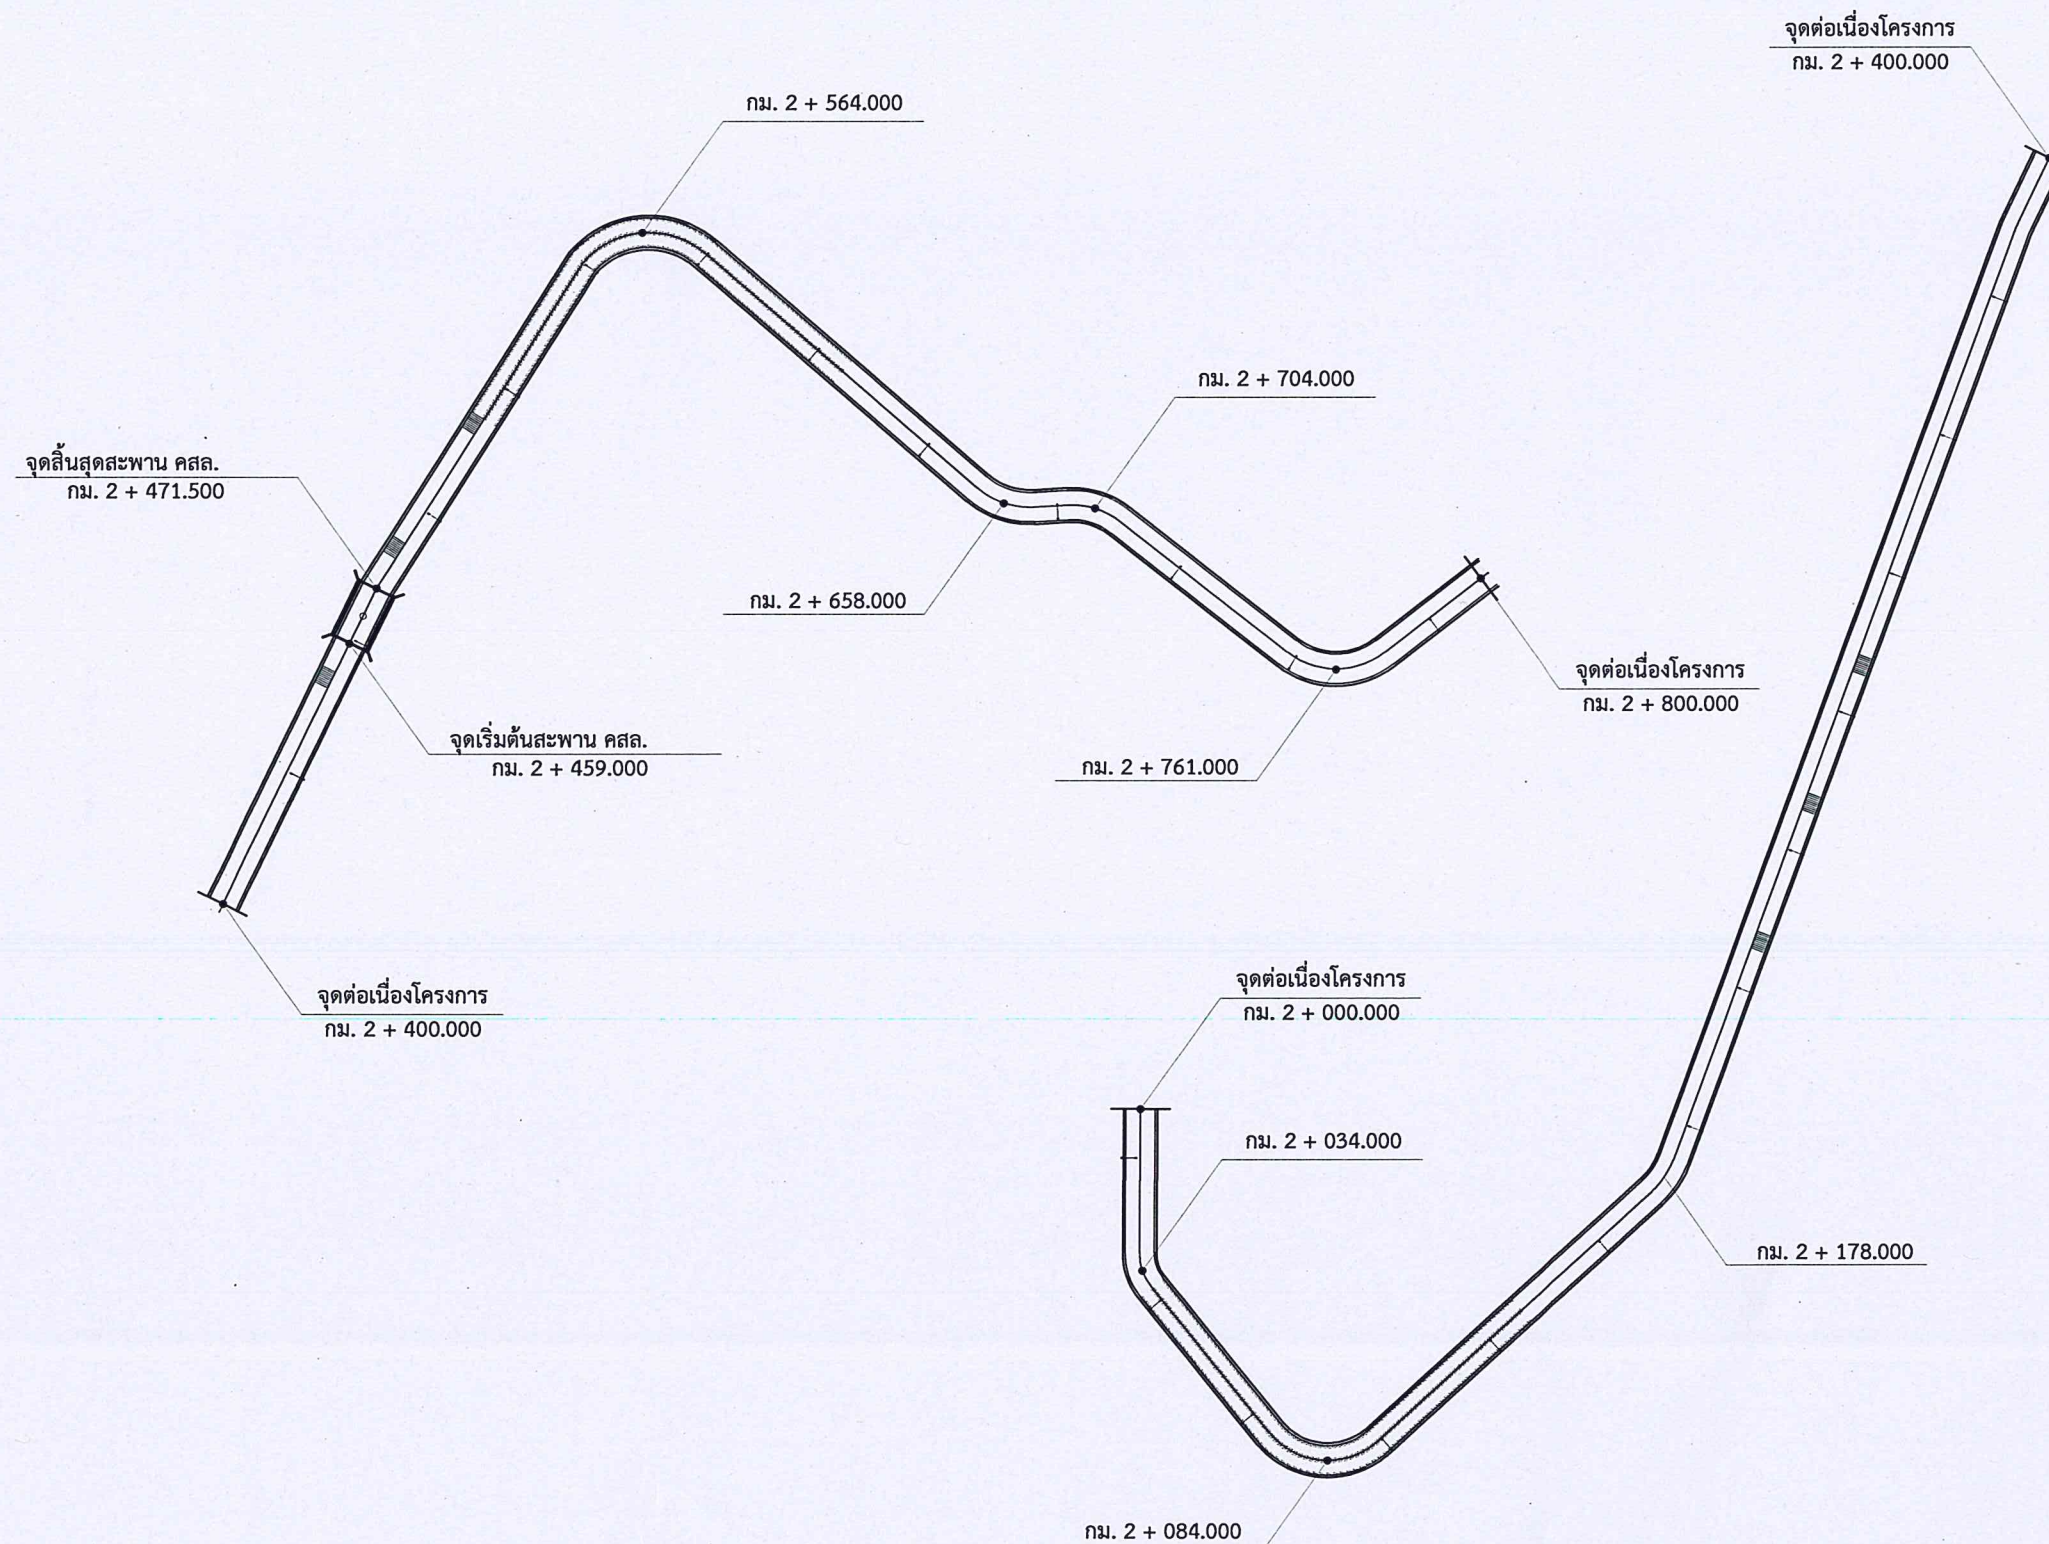 จุดต่อเนื่องโครงการ
กม. 2 + 400.000
กม. 2 + 564.000
กม. 2 + 704.000
จุดสิ้นสุดสะพาน คสล.
กม. 2 + 471.500
กม. 2 + 658.000
จุดต่อเนื่องโครงการ
กม. 2 + 800.000
จุดเริ่มต้นสะพาน คสล.
กม. 2 + 459.000
กม. 2 + 761.000
จุดต่อเนื่องโครงการ
กม. 2 + 400.000
จุดต่อเนื่องโครงการ
กม. 2 + 000.000
กม. 2 + 034.000
กม. 2 + 178.000
กม. 2 + 084.000